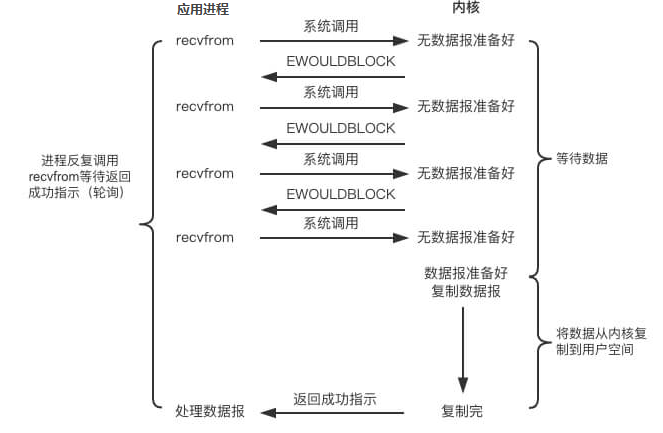 应用进程
内核
recvfrom
系统调用
无数据报准备好
EWOULDBLOCK
recvfrom
系统调用
无数据报准备好
EWOULDBLOCK
进程反复调用
recvfrom等待返回
成功指示（轮询）
recvfrom
系统调用
无数据报准备好
等待数据
EWOULDBLOCK
recvfrom
系统调用
无数据报准备好
数据报准备好
复制数据报
将数据从内核复
制到用户空间
处理数据报
返回成功指示
复制完